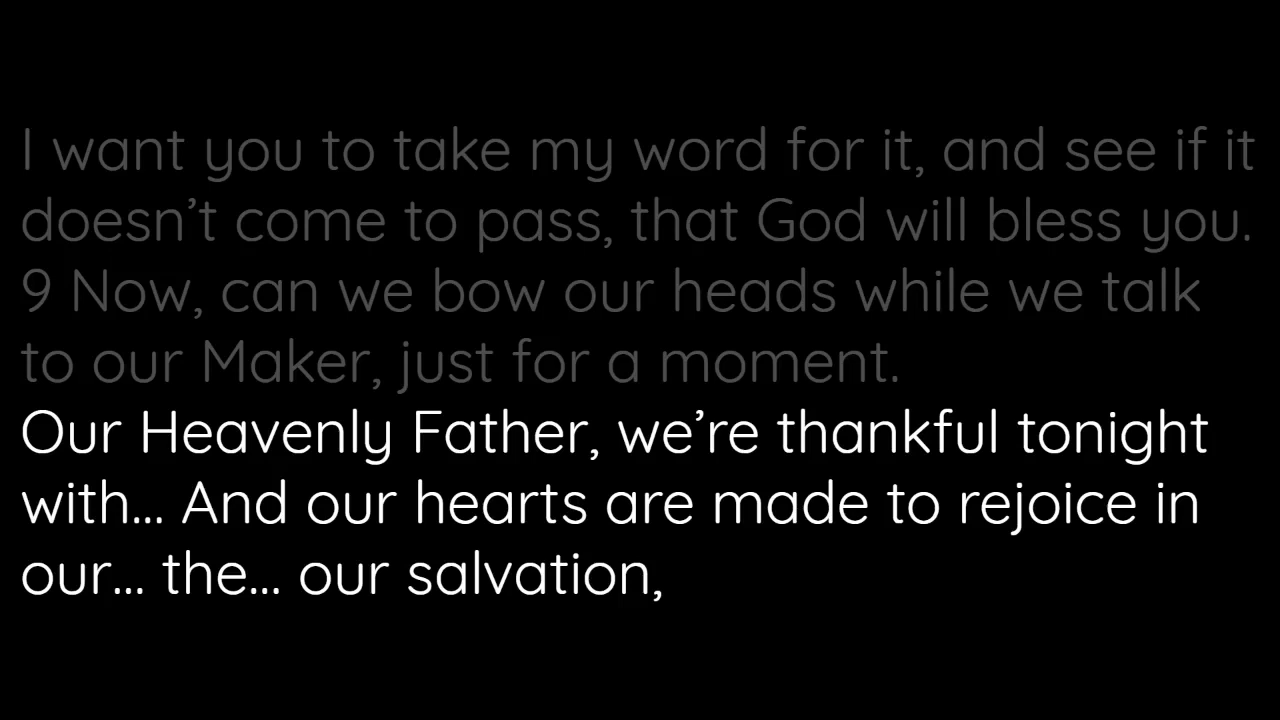 I want you to take my word for it, and see if it
doesn’t come to pass, that God will bless you.
9 Now, can we bow our heads while we talk
to our Maker, just for a moment.
Our Heavenly Father, we’re thankful tonight
with... And our hearts are made to rejoice in
our... the... our salvation,